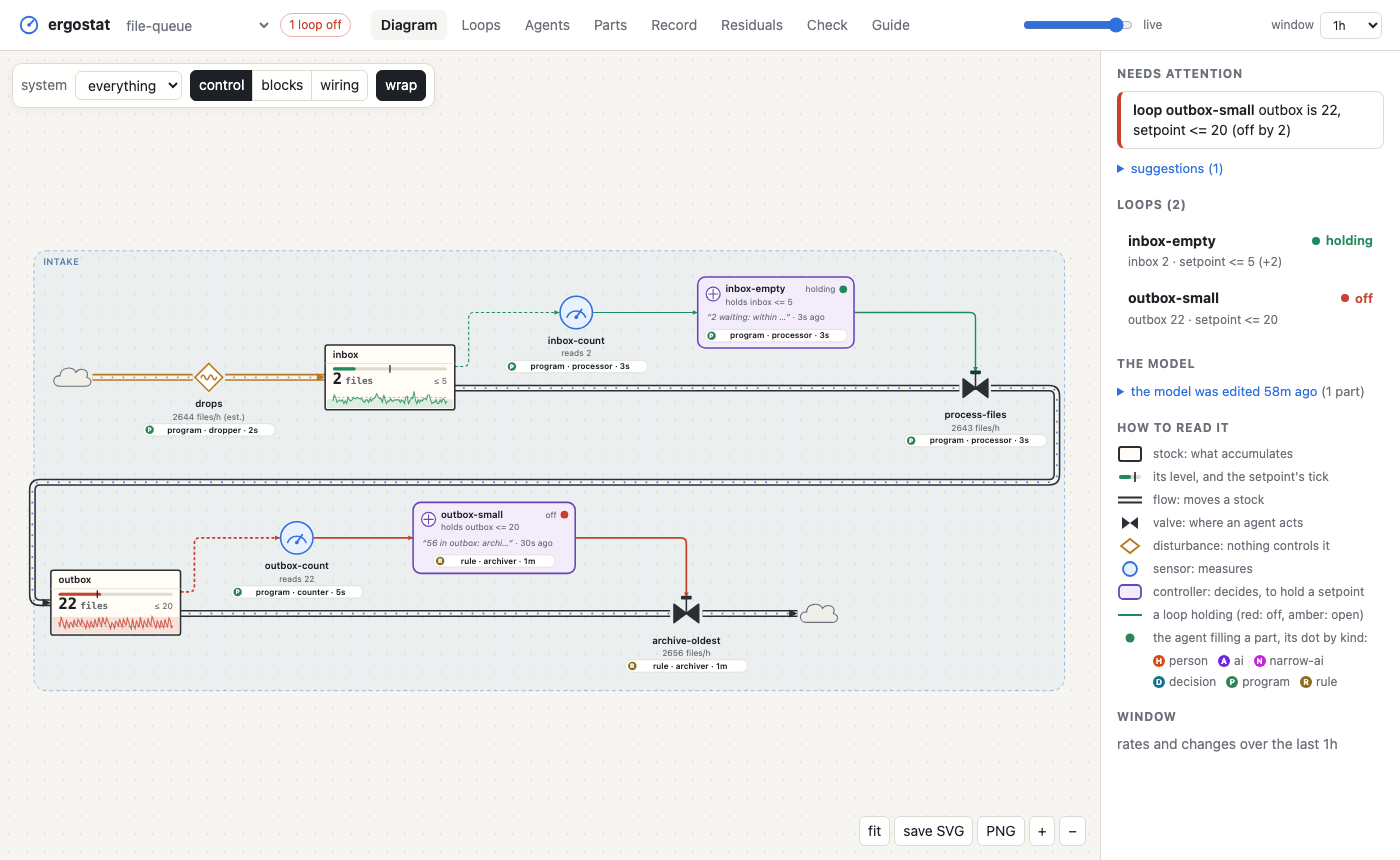 ergostat file-queue 1 loop off Diagram Loops Agents Parts Record Residuals Check Guide live window 1h
system everything control blocks wiring wrap
INTAKE
drops
2644 files/h (est.)
P program · dropper · 2s
inbox
2 files ≤ 5
inbox-count
reads 2
P program · processor · 3s
inbox-empty holding
holds inbox <= 5
"2 waiting: within ..." · 3s ago
P program · processor · 3s
process-files
2643 files/h
P program · processor · 3s
outbox
22 files ≤ 20
outbox-count
reads 22
P program · counter · 5s
outbox-small off
holds outbox <= 20
"56 in outbox: archi..." · 30s ago
R rule · archiver · 1m
archive-oldest
2656 files/h
R rule · archiver · 1m
fit save SVG PNG + −
NEEDS ATTENTION
loop outbox-small outbox is 22,
setpoint <= 20 (off by 2)
suggestions (1)
LOOPS (2)
inbox-empty holding
inbox 2 · setpoint <= 5 (+2)
outbox-small off
outbox 22 · setpoint <= 20
THE MODEL
the model was edited 58m ago (1 part)
HOW TO READ IT
stock: what accumulates
its level, and the setpoint's tick
flow: moves a stock
valve: where an agent acts
disturbance: nothing controls it
sensor: measures
controller: decides, to hold a setpoint
a loop holding (red: off, amber: open)
the agent filling a part, its dot by kind:
H person A ai N narrow-ai
D decision P program R rule
WINDOW
rates and changes over the last 1h